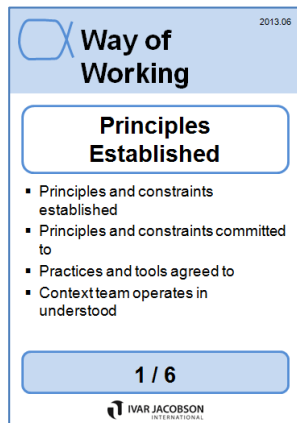 2013.06
Way of
Working
Principles
Established
▪ Principles and constraints
established
▪ Principles and constraints committed
to
▪ Practices and tools agreed to
▪ Context team operates in
understood
1 / 6
IVAR JACOBSON
INTERNATIONAL